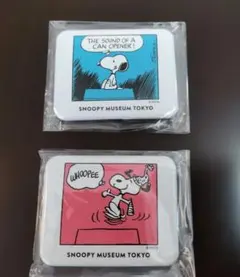 THE SOUND OF A
CAN OPENER!
SNOOPY MUSEUM TOKYO
WHOOPEE
SNOOPY MUSEUM TOKYO